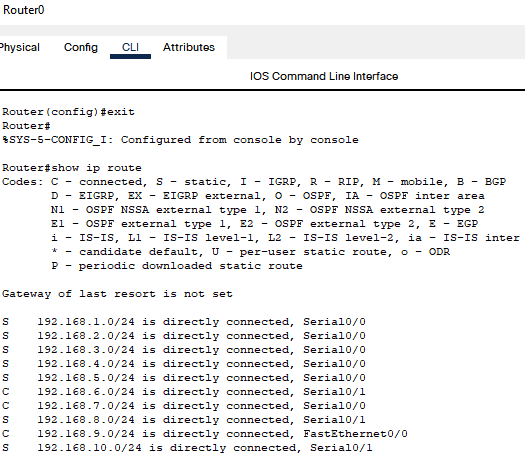 Router0
Physical Config CLI Attributes
IOS Command Line Interface
Router(config)#exit
Router#
%SYS-5-CONFIG_I: Configured from console by console
Router#show ip route
Codes: C - connected, S - static, I - IGRP, R - RIP, M - mobile, B - BGP
D - EIGRP, EX - EIGRP external, O - OSPF, IA - OSPF inter area
N1 - OSPF NSSA external type 1, N2 - OSPF NSSA external type 2
E1 - OSPF external type 1, E2 - OSPF external type 2, E - EGP
i - IS-IS, L1 - IS-IS level-1, L2 - IS-IS level-2, ia - IS-IS inter
* - candidate default, U - per-user static route, o - ODR
P - periodic downloaded static route
Gateway of last resort is not set
S 192.168.1.0/24 is directly connected, Serial0/0
S 192.168.2.0/24 is directly connected, Serial0/0
S 192.168.3.0/24 is directly connected, Serial0/0
S 192.168.4.0/24 is directly connected, Serial0/0
S 192.168.5.0/24 is directly connected, Serial0/0
C 192.168.6.0/24 is directly connected, Serial0/1
C 192.168.7.0/24 is directly connected, Serial0/0
S 192.168.8.0/24 is directly connected, Serial0/1
C 192.168.9.0/24 is directly connected, FastEthernet0/0
S 192.168.10.0/24 is directly connected, Serial0/1